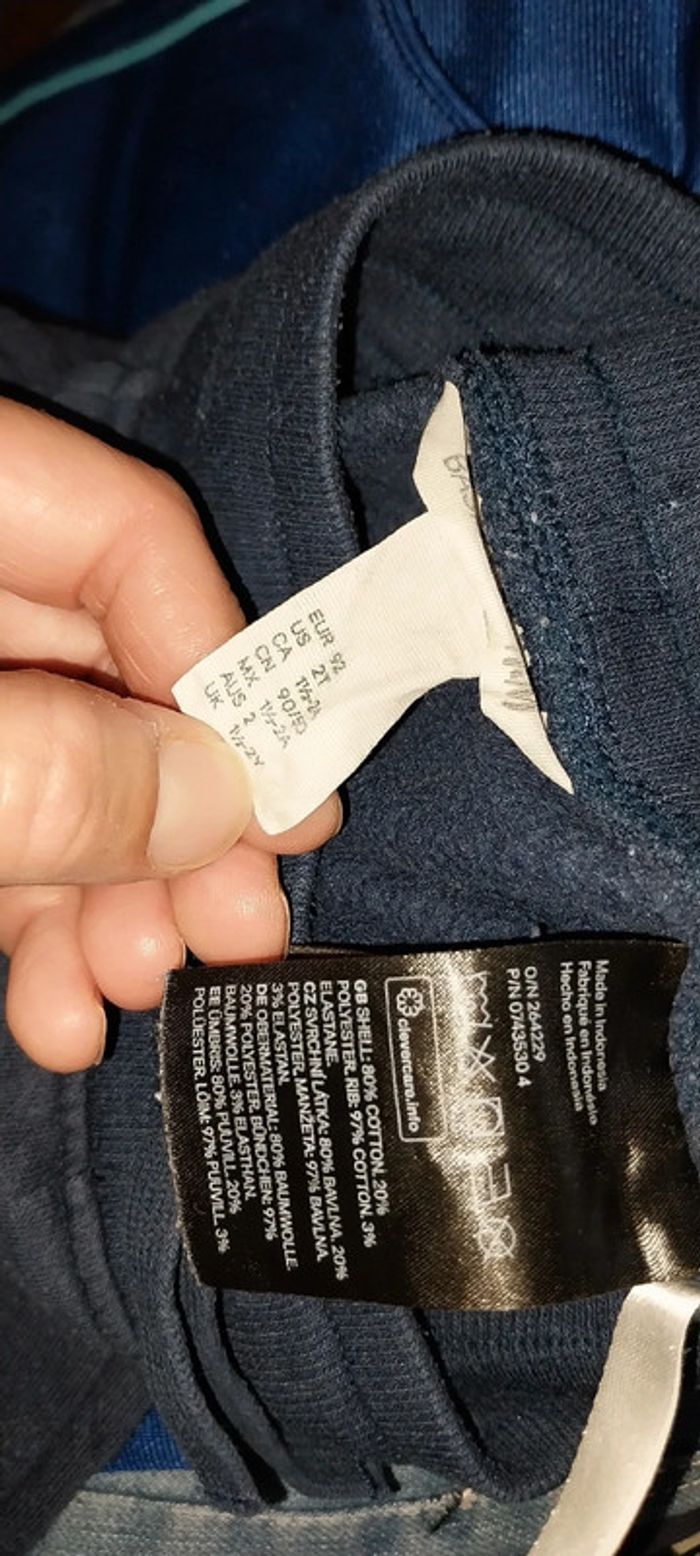 EUR 92
US 2T
CA 1½-2A
CN 90/50
MX 1½-2A
AUS 2
UK 1½-2Y
Made in Indonesia
Fabriqué en Indonésie
Hecho en Indonesia
O/N 264229
P/N 0743530 4
clevercare.info
GB SHELL: 80% COTTON. 20%
POLYESTER. RIB: 97% COTTON. 3%
ELASTANE.
CZ SVRCHNÍ LÁTKA: 80% BAVLNA. 20%
POLYESTER. MANŽETA: 97% BAVLNA.
3% ELASTAN.
DE OBERMATERIAL: 80% BAUMWOLLE.
20% POLYESTER. BÜNDCHEN: 97%
BAUMWOLLE. 3% ELASTHAN.
EE ÜMBRIS: 80% PUUVILL. 20%
POLÜESTER. LÕIM: 97% PUUVILL. 3%